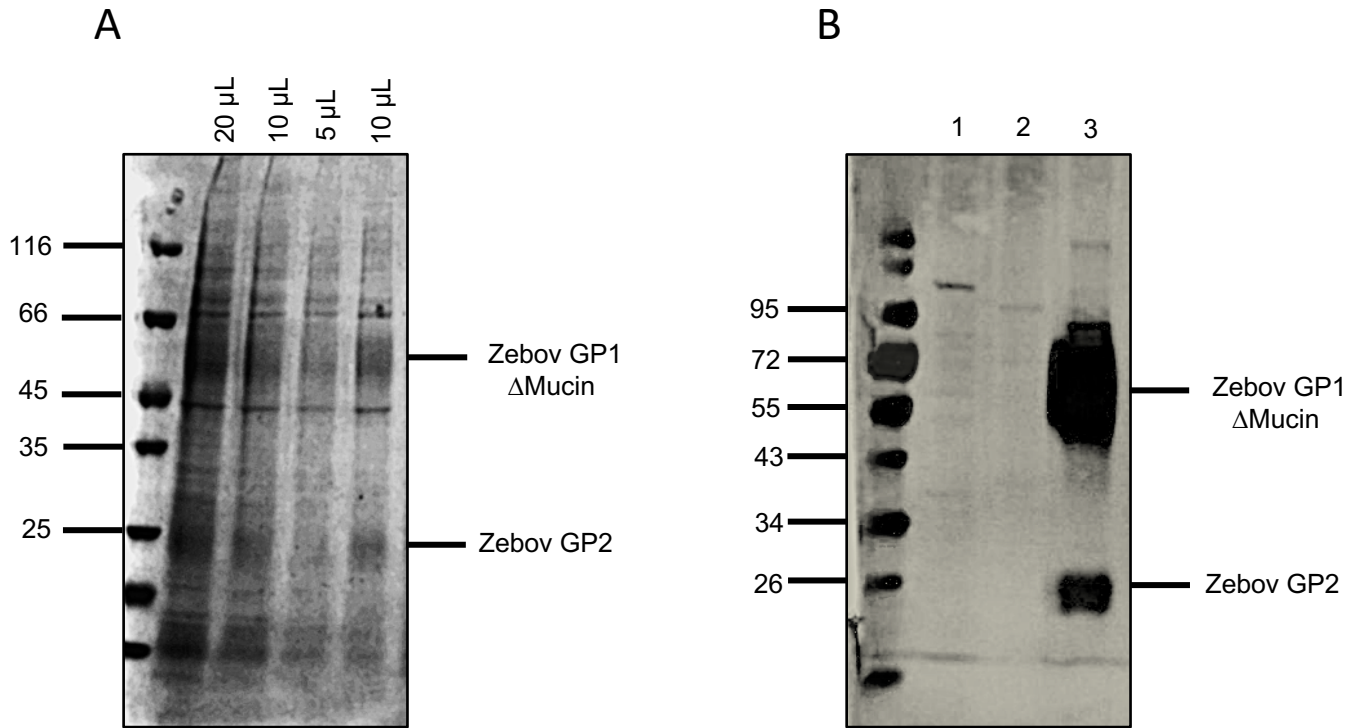 A
20 µL
10 µL
5 µL
10 µL
116
66
45
35
25
Zebov GP1
ΔMucin
Zebov GP2
B
1 2 3
95
72
55
43
34
26
Zebov GP1
ΔMucin
Zebov GP2